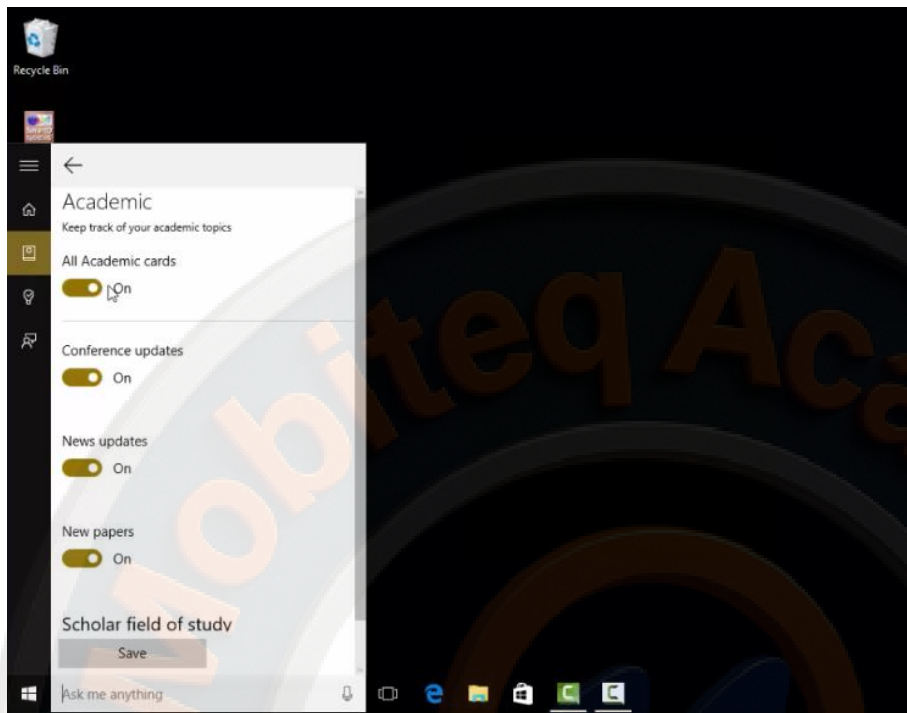 Recycle Bin
Academic
Keep track of your academic topics
All Academic cards
On
Conference updates
On
News updates
On
New papers
On
Scholar field of study
Save
Ask me anything
Mobiteq Aca